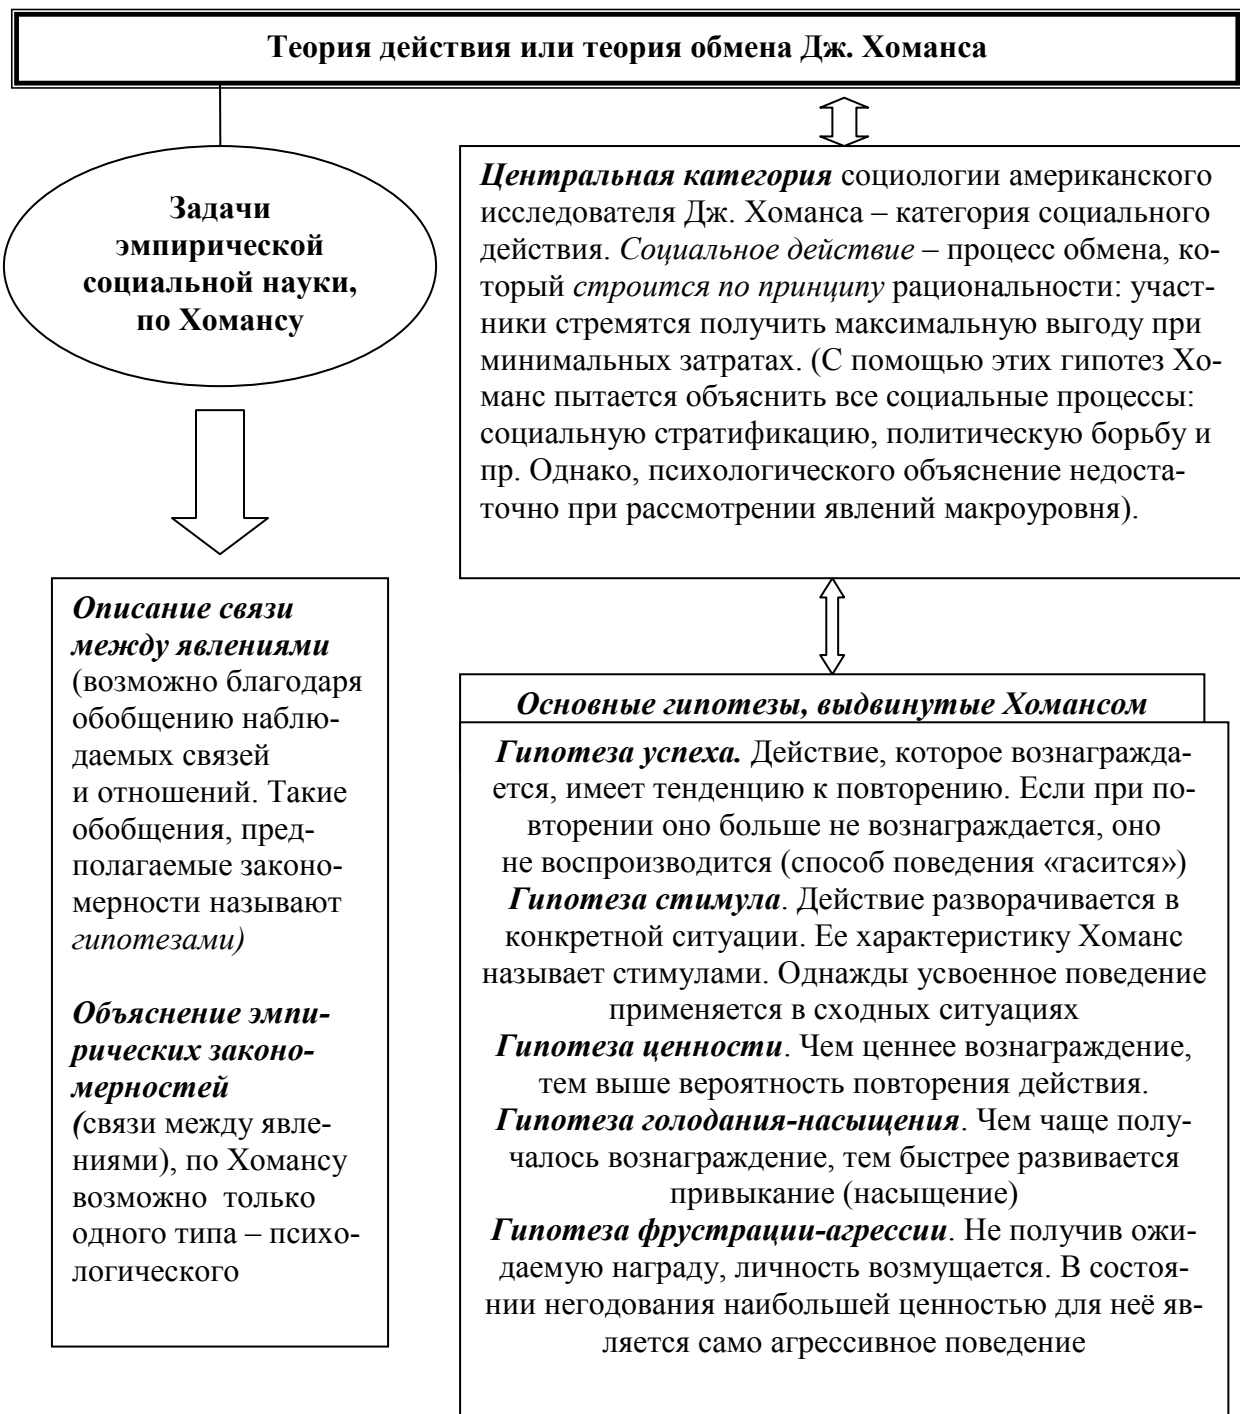 Теория действия или теория обмена Дж. Хоманса
Задачи
эмпирической
социальной науки,
по Хомансу
Описание связи
между явлениями
(возможно благодаря
обобщению наблю-
даемых связей
и отношений. Такие
обобщения, пред-
полагаемые законо-
мерности называют
гипотезами)
Объяснение эмпи-
рических законо-
мерностей
(связи между явле-
ниями), по Хомансу
возможно только
одного типа – психо-
логического
Центральная категория социологии американского
исследователя Дж. Хоманса – категория социального
действия. Социальное действие – процесс обмена, ко-
торый строится по принципу рациональности: участ-
ники стремятся получить максимальную выгоду при
минимальных затратах. (С помощью этих гипотез Хо-
манс пытается объяснить все социальные процессы:
социальную стратификацию, политическую борьбу и
пр. Однако, психологического объяснение недоста-
точно при рассмотрении явлений макроуровня).
Основные гипотезы, выдвинутые Хомансом
Гипотеза успеха. Действие, которое вознагражда-
ется, имеет тенденцию к повторению. Если при по-
вторении оно больше не вознаграждается, оно
не воспроизводится (способ поведения «гасится»)
Гипотеза стимула. Действие разворачивается в
конкретной ситуации. Ее характеристику Хоманс
называет стимулами. Однажды усвоенное поведение
применяется в сходных ситуациях
Гипотеза ценности. Чем ценнее вознаграждение,
тем выше вероятность повторения действия.
Гипотеза голодания-насыщения. Чем чаще полу-
чалось вознаграждение, тем быстрее развивается
привыкание (насыщение)
Гипотеза фрустрации-агрессии. Не получив ожи-
даемую награду, личность возмущается. В состоя-
нии негодования наибольшей ценностью для неё яв-
ляется само агрессивное поведение